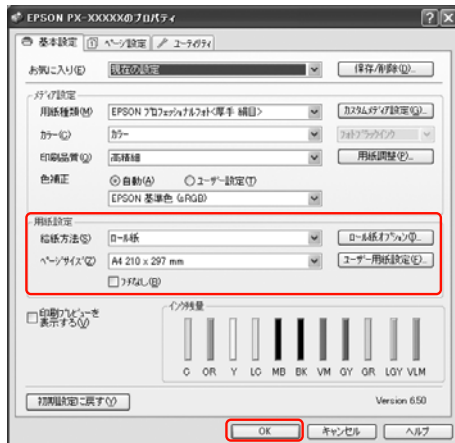 EPSON PX-XXXXXのプロパティ
基本設定 ページ設定 ユーティリティ
お気に入り(F) 現在の設定 保存/削除(D)...
メディア設定
用紙種類(M) EPSON プロフェッショナルフォト<厚手 絹目> カスタムメディア設定(G)...
カラー(C) カラー フォトブラックインク
印刷品質(Q) 高精細 用紙調整(P)...
色補正 自動(A) ユーザー設定(T)
EPSON 基準色 (sRGB)
用紙設定
給紙方法(S) ロール紙 ロール紙オプション(I)...
ページサイズ(Z) A4 210 x 297 mm ユーザー用紙設定(E)...
フチなし(B)
印刷プレビューを
表示する(V)
インク残量
C OR Y LC MB BK VM GY GR LGY VLM
初期設定に戻す(Y) Version 6.50
OK キャンセル ヘルプ